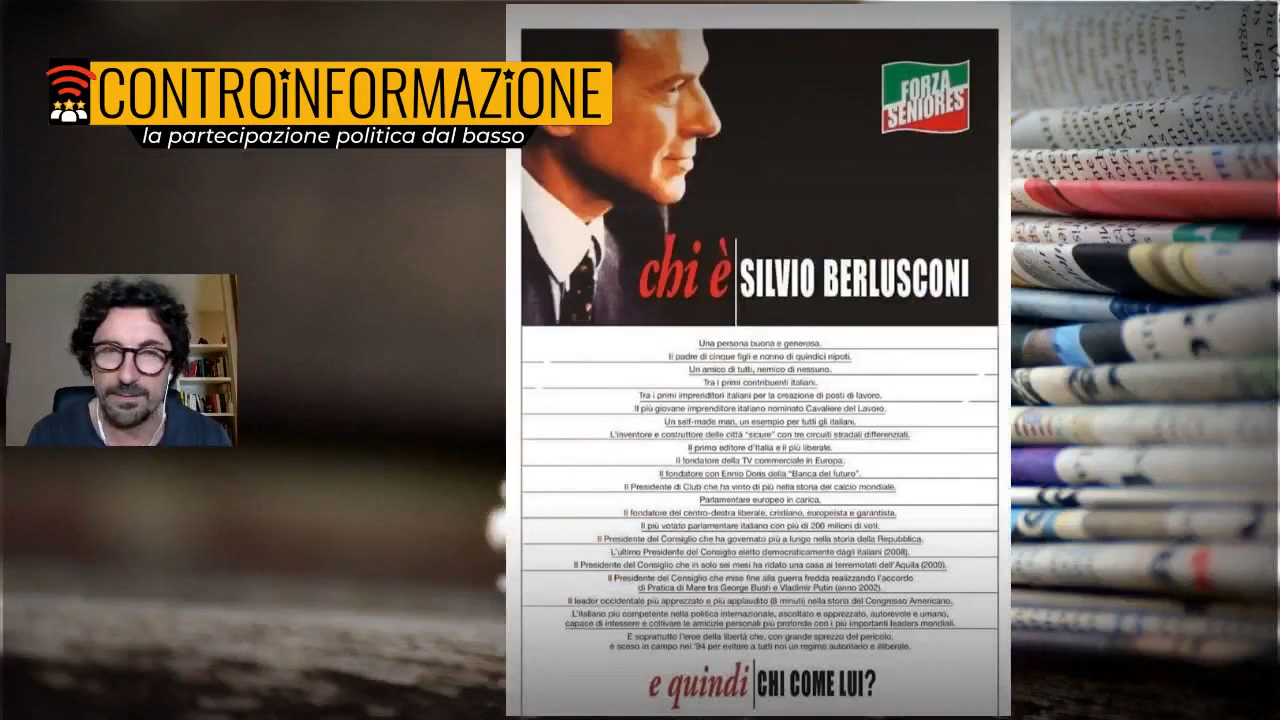 CONTROiNFORMAZiONE
la partecipazione politica dal basso
FORZA
SENIORES
chi è SILVIO BERLUSCONI
Una persona buona e generosa.
Il padre di cinque figli e nonno di quindici nipoti.
Un amico di tutti, nemico di nessuno.
Tra i primi contribuenti italiani.
Tra i primi imprenditori italiani per la creazione di posti di lavoro.
Il più giovane imprenditore italiano nominato Cavaliere del Lavoro.
Un self-made man, un esempio per tutti gli italiani.
L'inventore e costruttore delle città "sicure" con tre circuiti stradali differenziati.
Il primo editore d'Italia e il più liberale.
Il fondatore della TV commerciale in Europa.
Il fondatore con Ennio Doris della "Banca del futuro".
Il Presidente di Club che ha vinto di più nella storia del calcio mondiale.
Parlamentare europeo in carica.
Il fondatore del centro-destra liberale, cristiano, europeista e garantista.
Il più votato parlamentare italiano con più di 200 milioni di voti.
Il Presidente del Consiglio che ha governato più a lungo nella storia della Repubblica.
L'ultimo Presidente del Consiglio eletto democraticamente dagli italiani (2008).
Il Presidente del Consiglio che in solo sei mesi ha ridato una casa ai terremotati dell'Aquila (2009).
Il Presidente del Consiglio che mise fine alla guerra fredda realizzando l'accordo
di Pratica di Mare tra George Bush e Vladimir Putin (anno 2002).
Il leader occidentale più apprezzato e più applaudito (8 minuti) nella storia del Congresso Americano.
L'italiano più competente nella politica internazionale, ascoltato e apprezzato, autorevole e umano,
capace di intessere e coltivare le amicizie personali più profonde con i più importanti leaders mondiali.
E soprattutto l'eroe della libertà che, con grande sprezzo del pericolo,
è sceso in campo nel '94 per evitare a tutti noi un regime autoritario e illiberale.
e quindi CHI COME LUI?